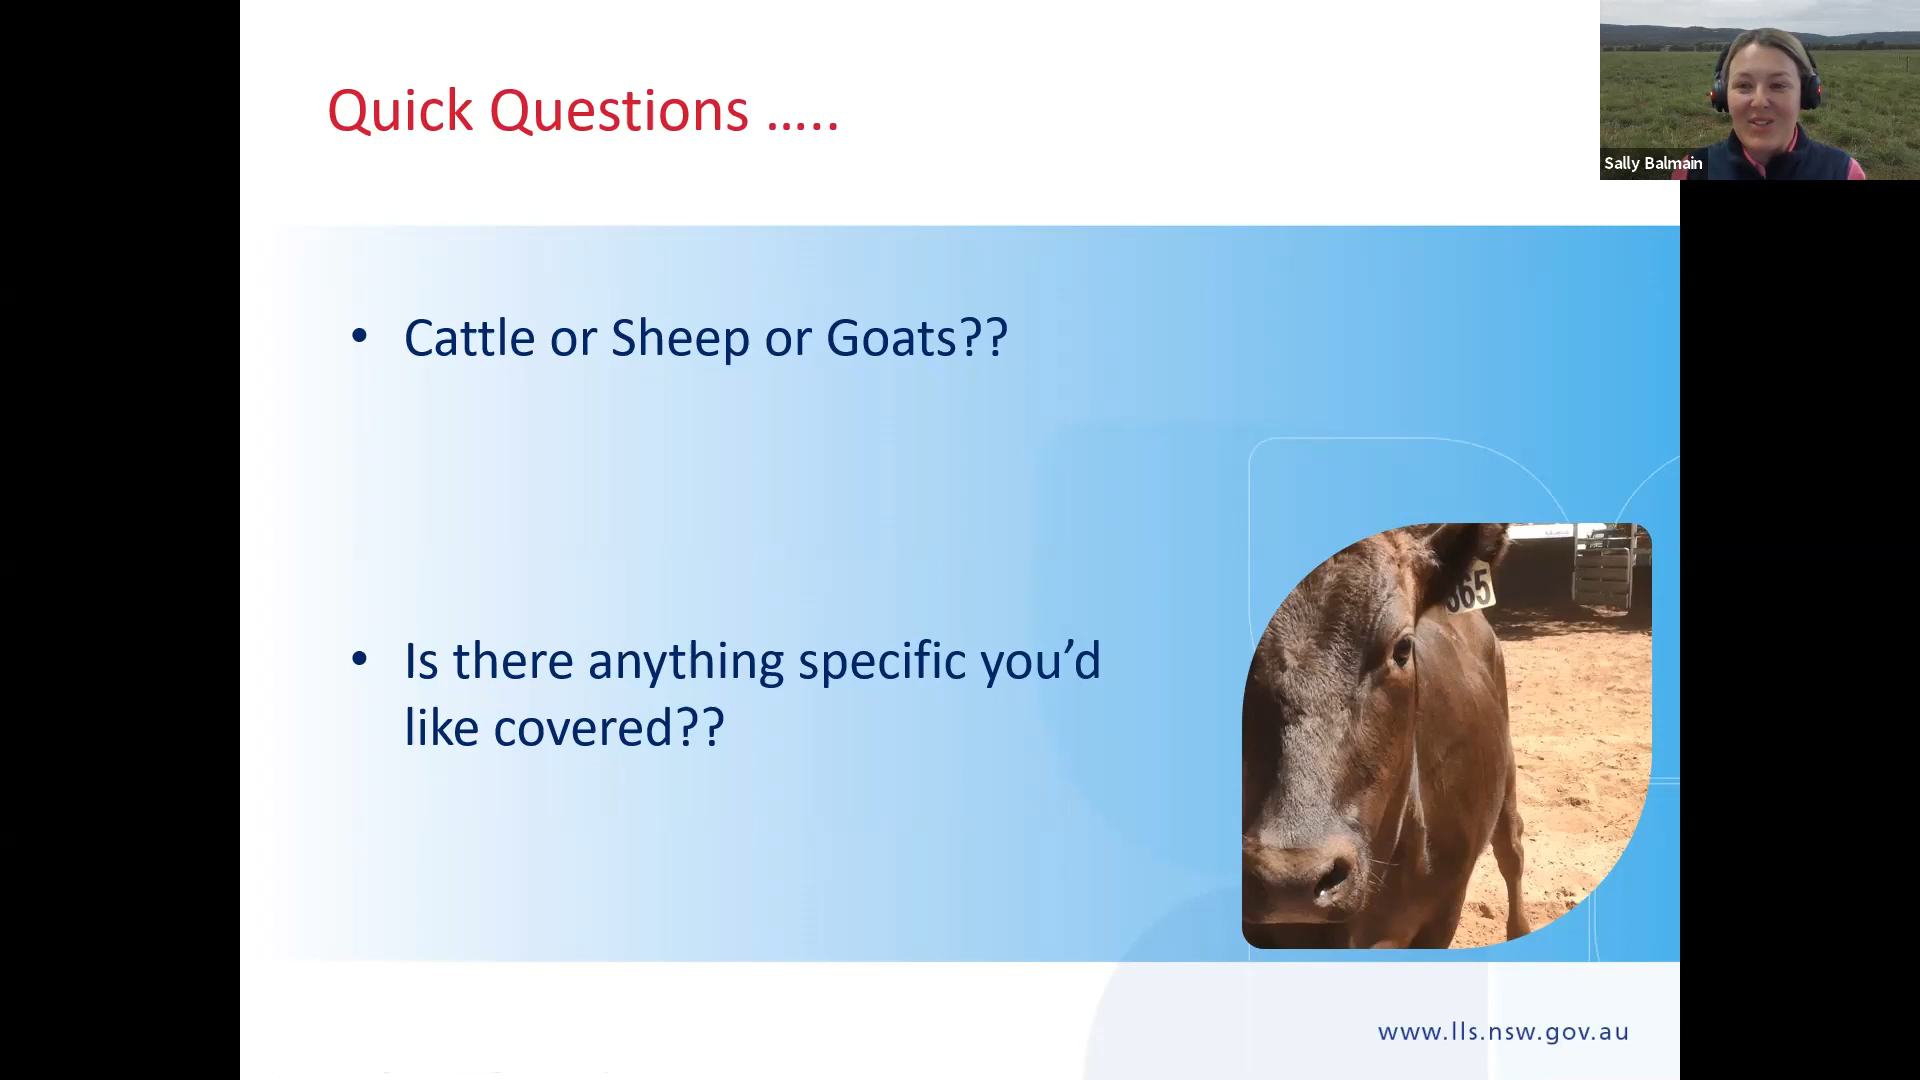 Quick Questions …..
Sally Balmain
• Cattle or Sheep or Goats??
• Is there anything specific you’d
like covered??
665
www.lls.nsw.gov.au